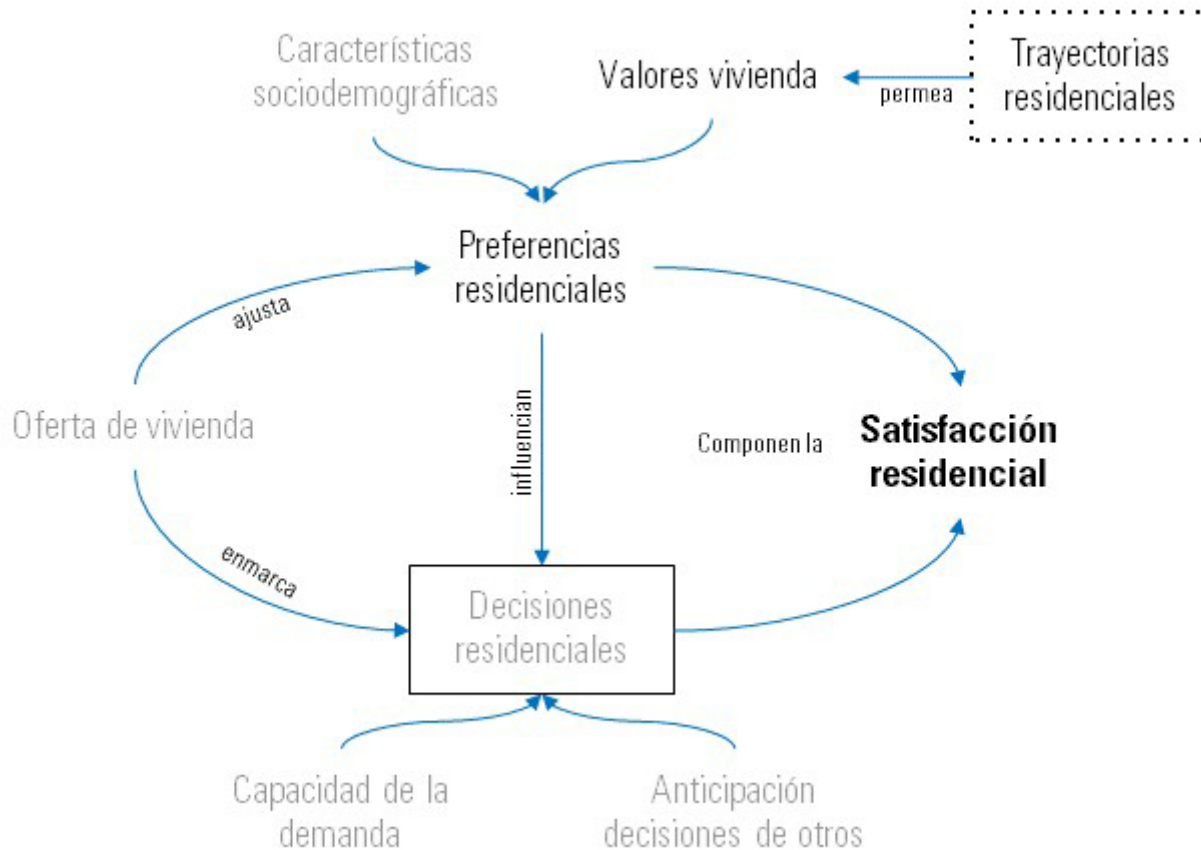 Características
sociodemográficas
Valores vivienda
permea
Trayectorias
residenciales
Preferencias
residenciales
ajusta
Oferta de vivienda
influencian
Componen la
Satisfacción
residencial
enmarca
Decisiones
residenciales
Capacidad de la
demanda
Anticipación
decisiones de otros